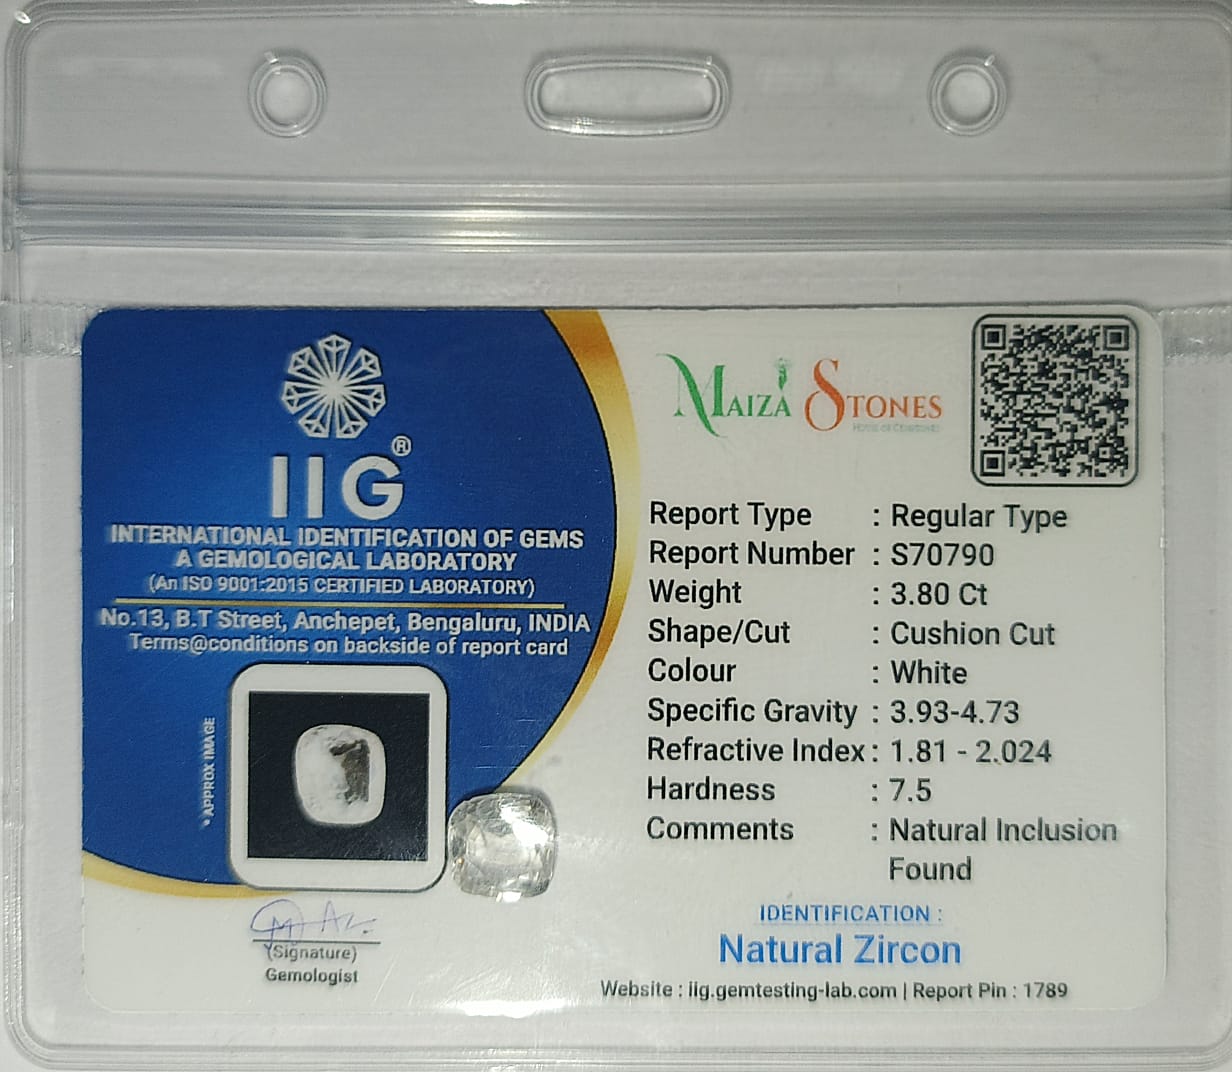 IIG®
INTERNATIONAL IDENTIFICATION OF GEMS
A GEMOLOGICAL LABORATORY
(An ISO 9001:2015 CERTIFIED LABORATORY)
No.13, B.T Street, Anchepet, Bengaluru, INDIA
Terms@conditions on backside of report card
* APPROX IMAGE
(Signature)
Gemologist
MAIZA STONES
Report Type : Regular Type
Report Number : S70790
Weight : 3.80 Ct
Shape/Cut : Cushion Cut
Colour : White
Specific Gravity : 3.93-4.73
Refractive Index : 1.81 - 2.024
Hardness : 7.5
Comments : Natural Inclusion
Found
IDENTIFICATION :
Natural Zircon
Website : iig.gemtesting-lab.com | Report Pin : 1789